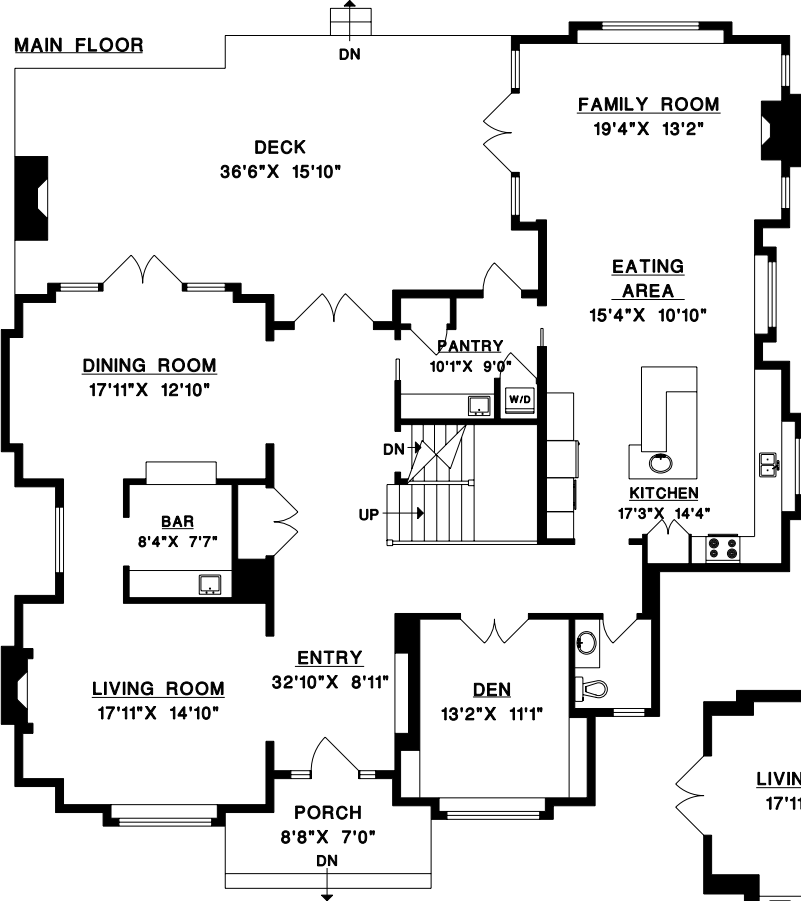 MAIN FLOOR
DN
FAMILY ROOM
19'4"X 13'2"
DECK
36'6"X 15'10"
EATING
AREA
15'4"X 10'10"
PANTRY
10'1"X 9'0"
DINING ROOM
17'11"X 12'10"
W/D
DN
KITCHEN
17'3"X 14'4"
UP
BAR
8'4"X 7'7"
ENTRY
32'10"X 8'11"
LIVING ROOM
17'11"X 14'10"
DEN
13'2"X 11'1"
PORCH
8'8"X 7'0"
DN
LIVIN
17'11